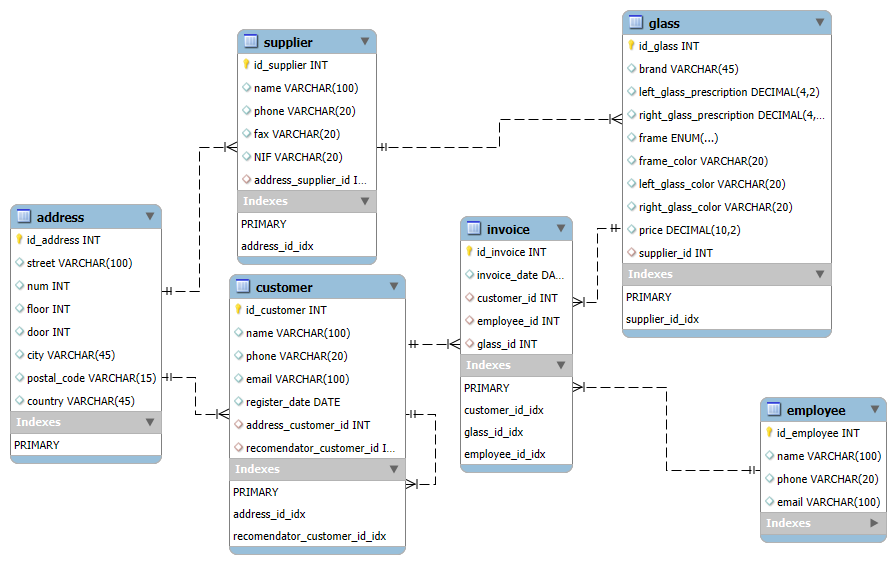 supplier
id_supplier INT
name VARCHAR(100)
phone VARCHAR(20)
fax VARCHAR(20)
NIF VARCHAR(20)
address_supplier_id I...
Indexes
PRIMARY
address_id_idx
glass
id_glass INT
brand VARCHAR(45)
left_glass_prescription DECIMAL(4,2)
right_glass_prescription DECIMAL(4,...
frame ENUM(...)
frame_color VARCHAR(20)
left_glass_color VARCHAR(20)
right_glass_color VARCHAR(20)
price DECIMAL(10,2)
supplier_id INT
Indexes
PRIMARY
supplier_id_idx
address
id_address INT
street VARCHAR(100)
num INT
floor INT
door INT
city VARCHAR(45)
postal_code VARCHAR(15)
country VARCHAR(45)
Indexes
PRIMARY
customer
id_customer INT
name VARCHAR(100)
phone VARCHAR(20)
email VARCHAR(100)
register_date DATE
address_customer_id INT
recomendator_customer_id I...
Indexes
PRIMARY
address_id_idx
recomendator_customer_id_idx
invoice
id_invoice INT
invoice_date DA...
customer_id INT
employee_id INT
glass_id INT
Indexes
PRIMARY
customer_id_idx
glass_id_idx
employee_id_idx
employee
id_employee INT
name VARCHAR(100)
phone VARCHAR(20)
email VARCHAR(100)
Indexes